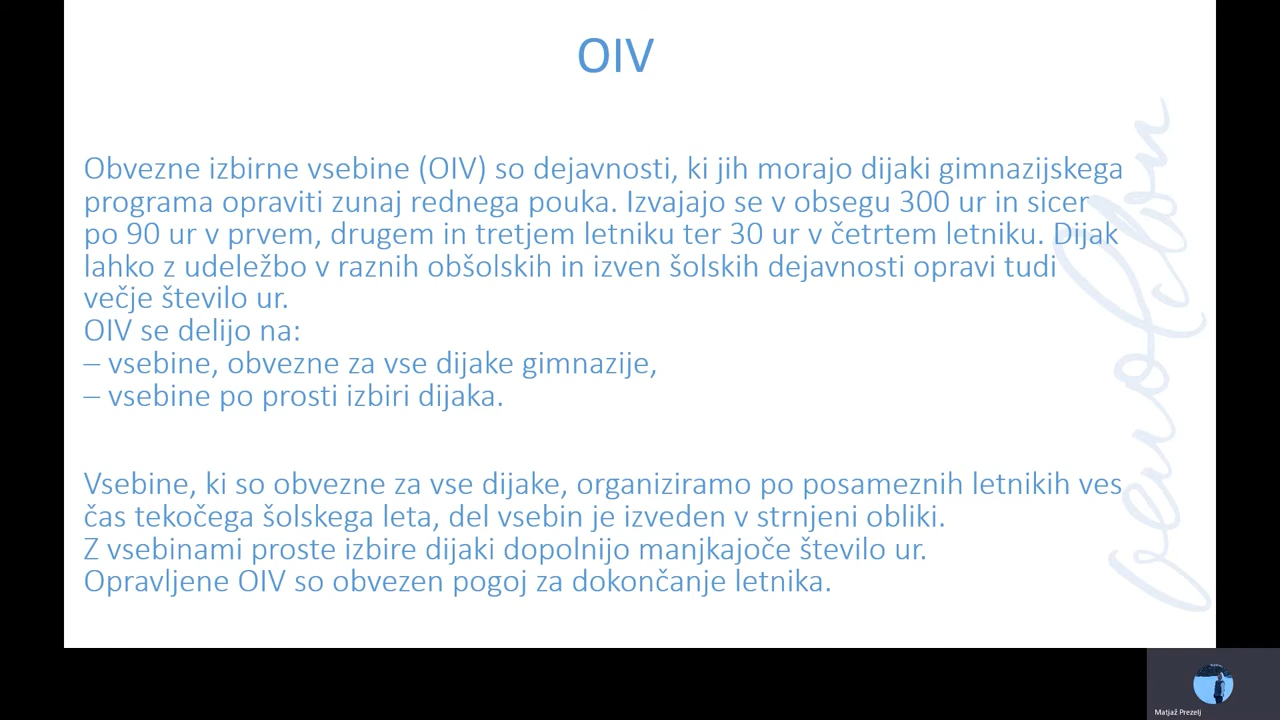 OIV
Obvezne izbirne vsebine (OIV) so dejavnosti, ki jih morajo dijaki gimnazijskega
programa opraviti zunaj rednega pouka. Izvajajo se v obsegu 300 ur in sicer
po 90 ur v prvem, drugem in tretjem letniku ter 30 ur v četrtem letniku. Dijak
lahko z udeležbo v raznih obšolskih in izven šolskih dejavnosti opravi tudi
večje število ur.
OIV se delijo na:
– vsebine, obvezne za vse dijake gimnazije,
– vsebine po prosti izbiri dijaka.
Vsebine, ki so obvezne za vse dijake, organiziramo po posameznih letnikih ves
čas tekočega šolskega leta, del vsebin je izveden v strnjeni obliki.
Z vsebinami proste izbire dijaki dopolnijo manjkajoče število ur.
Opravljene OIV so obvezen pogoj za dokončanje letnika.
Matjaž Prezelj